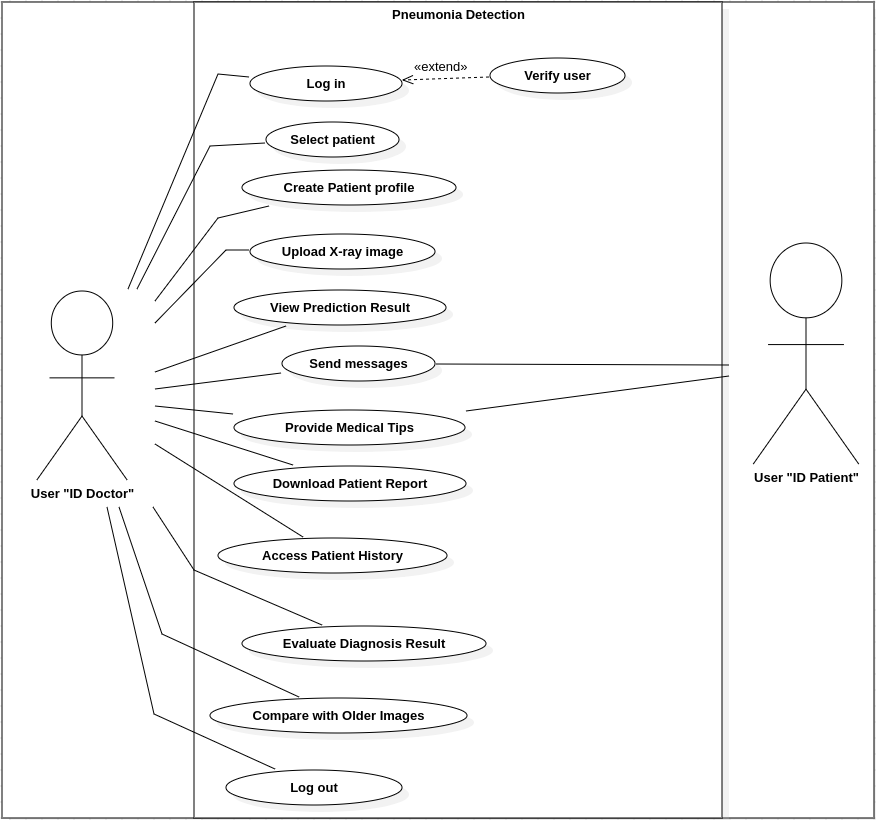 Pneumonia Detection
Log in
«extend»
Verify user
Select patient
Create Patient profile
Upload X-ray image
View Prediction Result
Send messages
Provide Medical Tips
Download Patient Report
Access Patient History
Evaluate Diagnosis Result
Compare with Older Images
Log out
User "ID Doctor"
User "ID Patient"